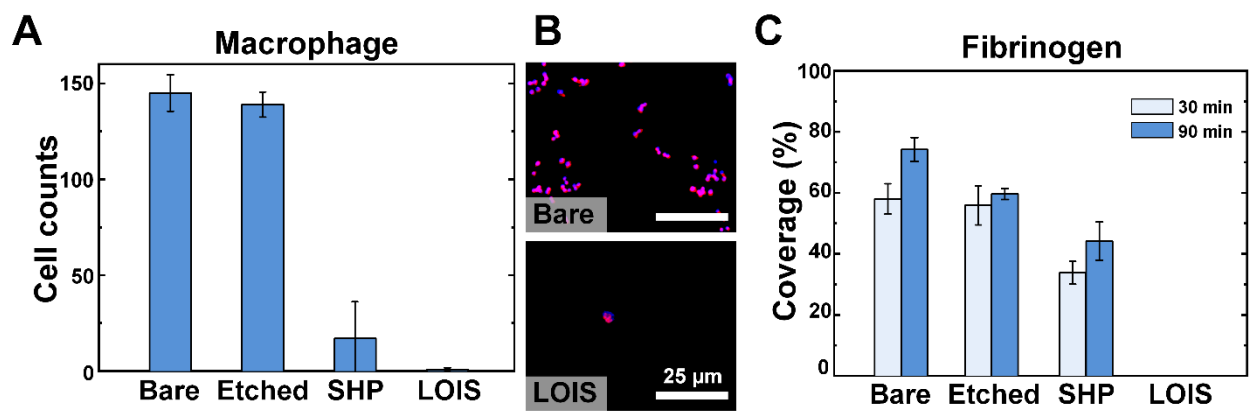 A
Macrophage
Cell counts
150
100
50
0
Bare Etched SHP LOIS
B
Bare
LOIS
25 µm
C
Fibrinogen
Coverage (%)
100
80
60
40
20
0
30 min
90 min
Bare Etched SHP LOIS